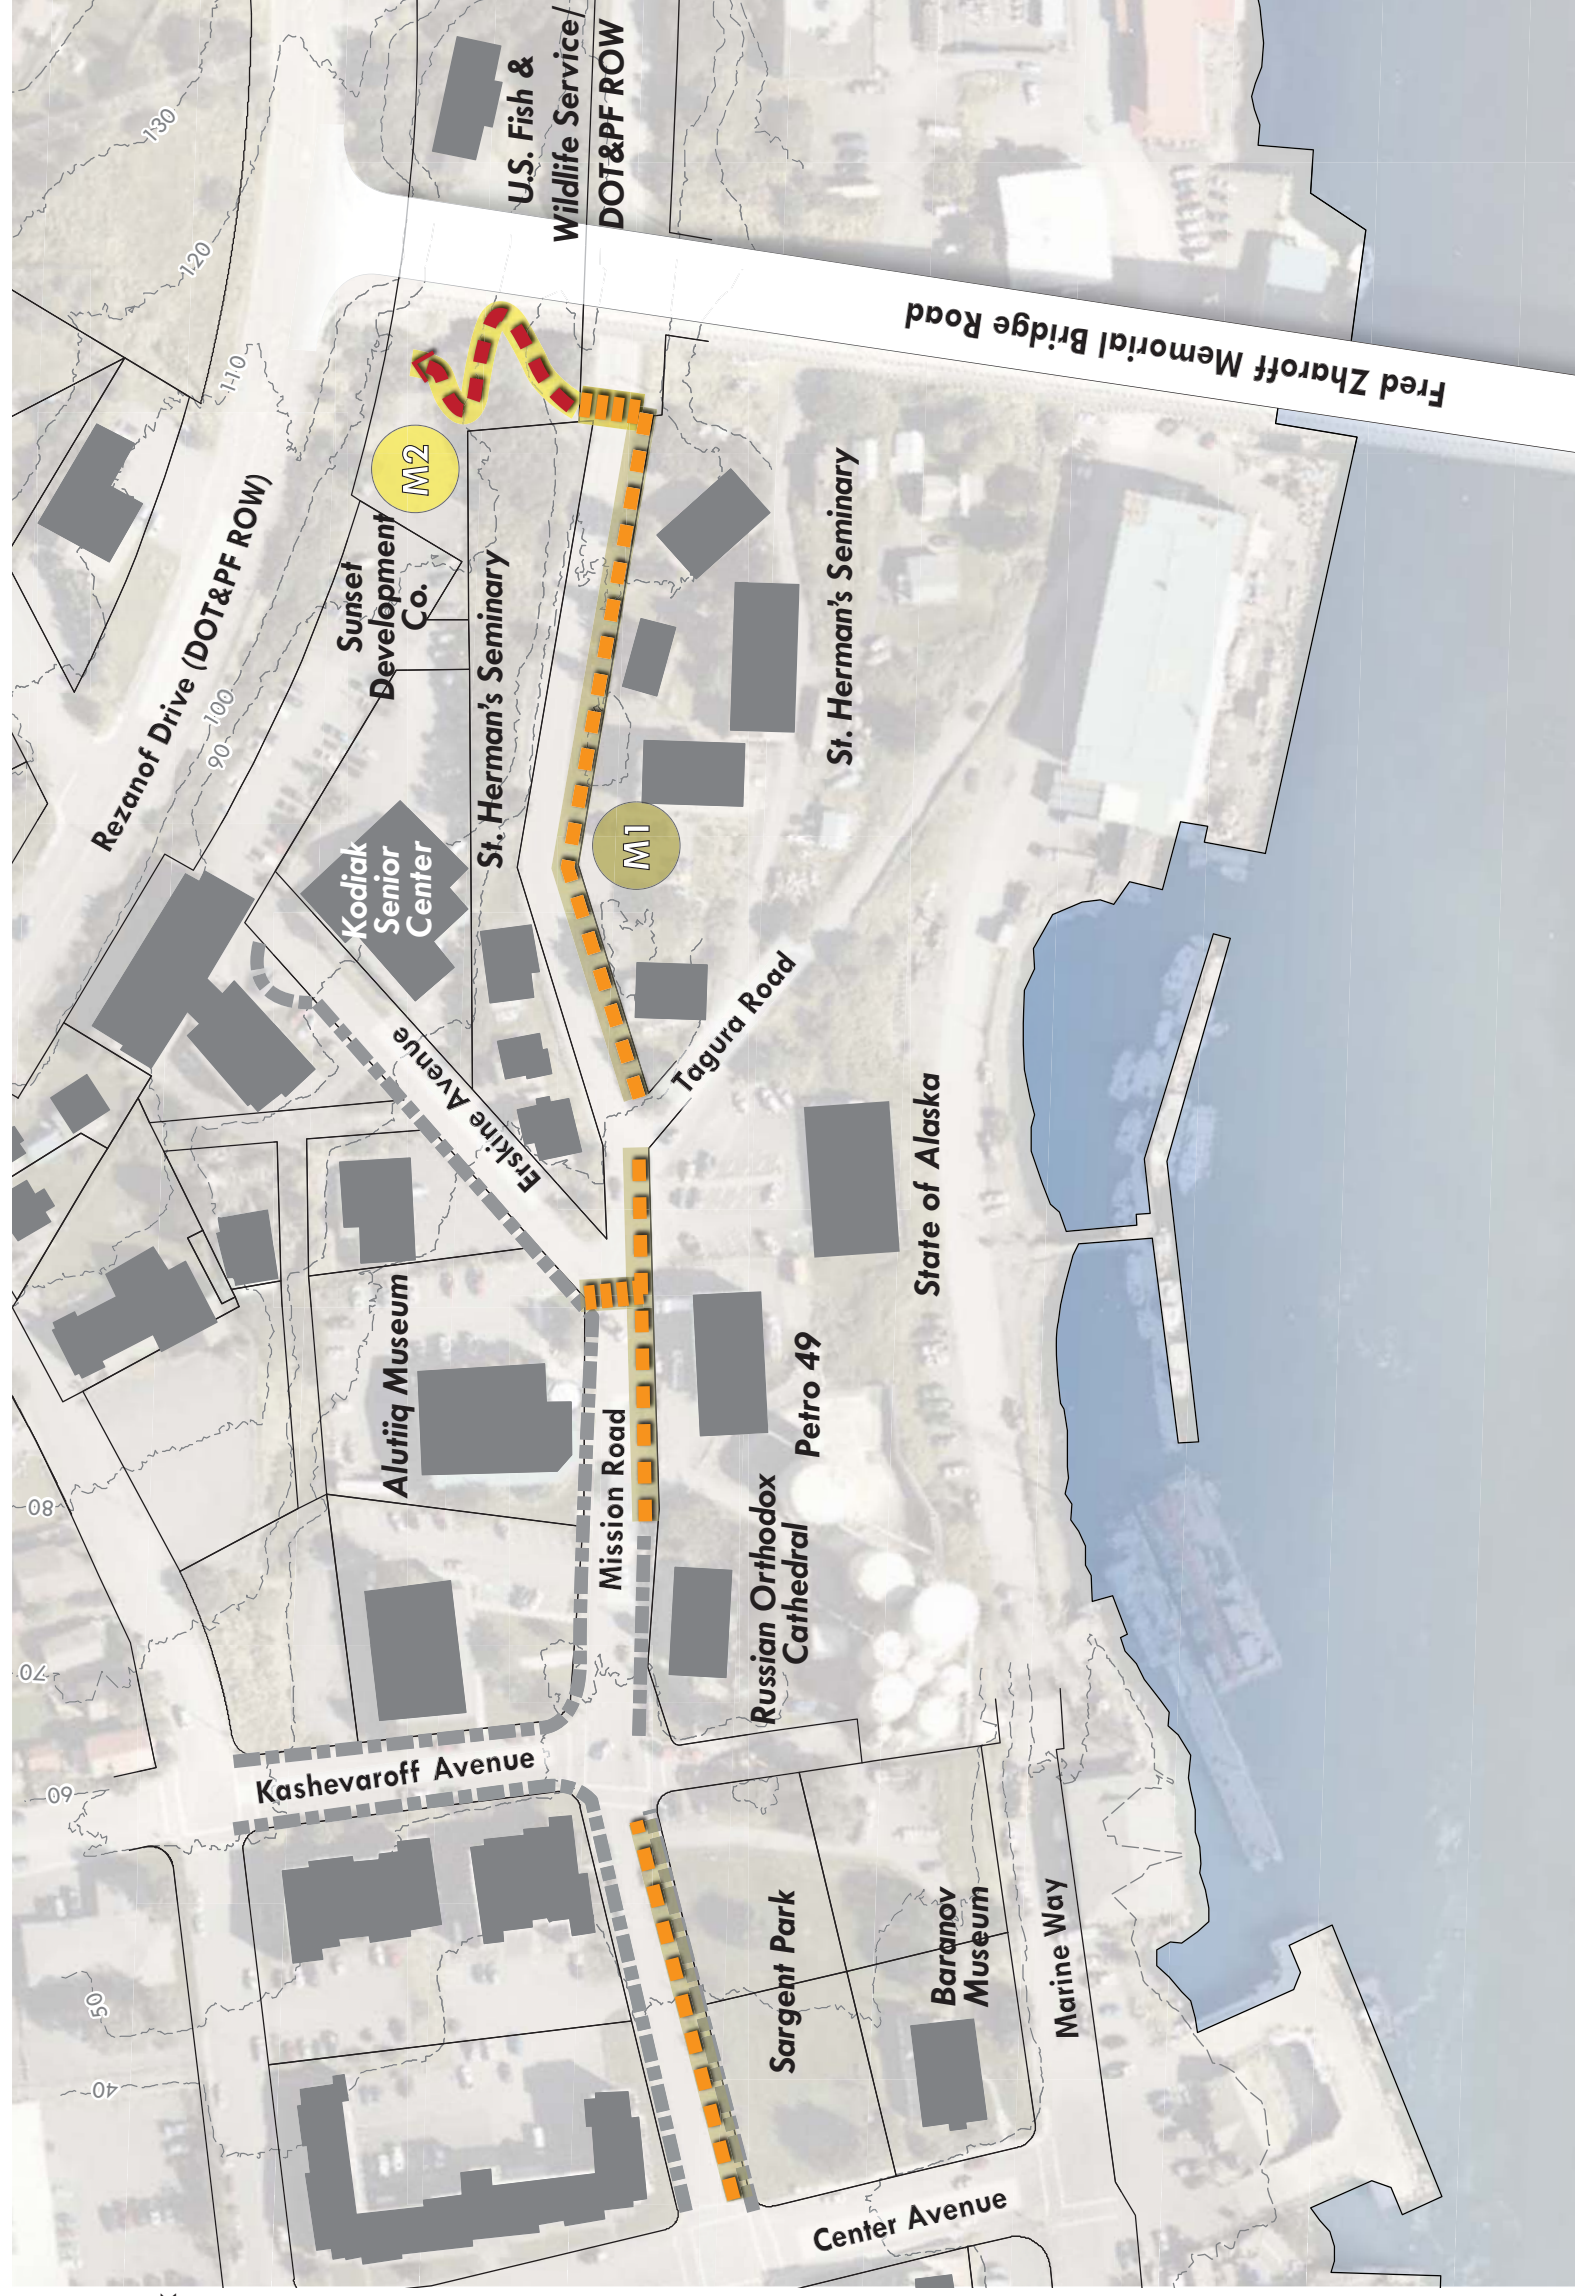 130
120
110
100
90
80
70
60
50
40
U.S. Fish &
Wildlife Service/
DOT&PF ROW
Fred Zharoff Memorial Bridge Road
Rezanof Drive (DOT&PF ROW)
M2
Sunset
Development
Co.
St. Herman's Seminary
St. Herman's Seminary
M1
Kodiak
Senior
Center
Erskine Avenue
Tagura Road
State of Alaska
Alutiiq Museum
Petro 49
Mission Road
Russian Orthodox
Cathedral
Kashevaroff Avenue
Sargent Park
Baranov
Museum
Marine Way
Center Avenue